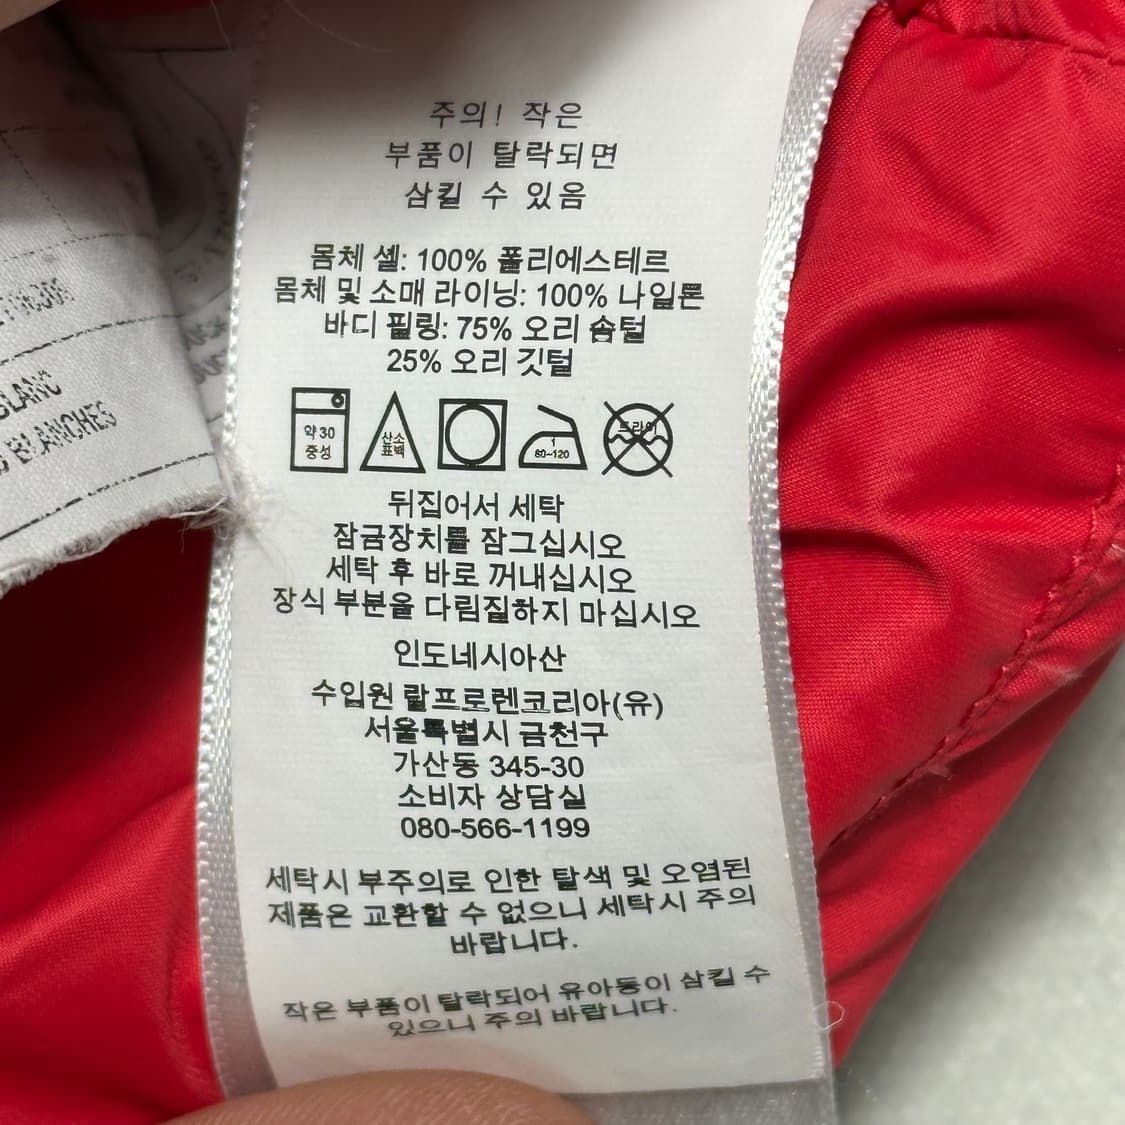 주의! 작은
부품이 탈락되면
삼킬 수 있음
몸체 셸: 100% 폴리에스테르
몸체 및 소매 라이닝: 100% 나일론
바디 필링: 75% 오리 솜털
25% 오리 깃털
약 30
중성
산소
표백
1
80~120
드라이
뒤집어서 세탁
잠금장치를 잠그십시오
세탁 후 바로 꺼내십시오
장식 부분을 다림질하지 마십시오
인도네시아산
수입원 랄프로렌코리아(유)
서울특별시 금천구
가산동 345-30
소비자 상담실
080-566-1199
세탁시 부주의로 인한 탈색 및 오염된
제품은 교환할 수 없으니 세탁시 주의
바랍니다.
작은 부품이 탈락되어 유아동이 삼킬 수
있으니 주의 바랍니다.
BLANC
BLANCHES